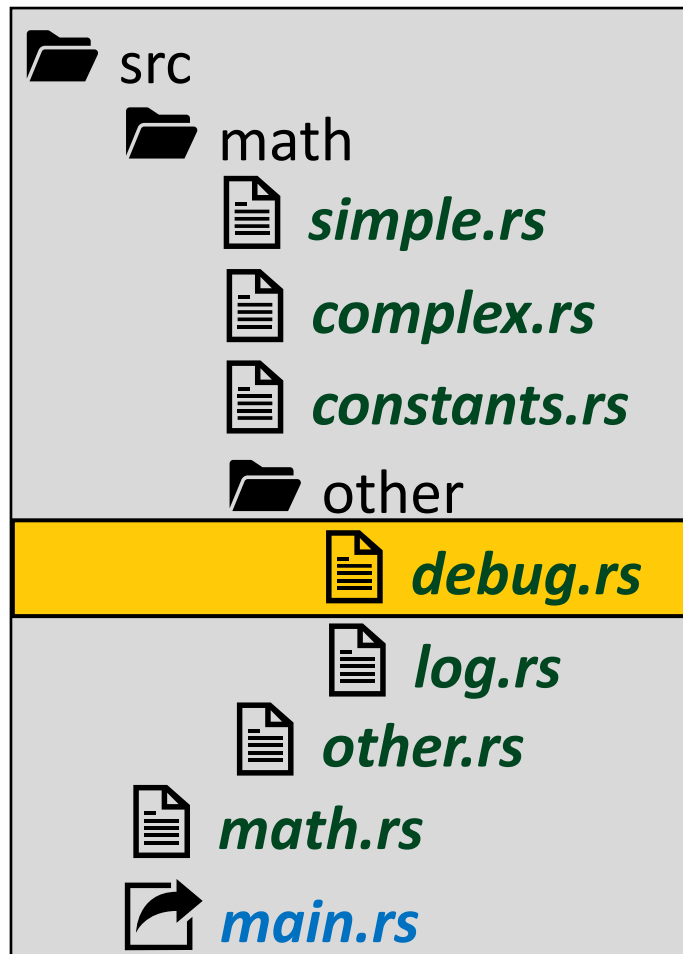 src
math
simple.rs
complex.rs
constants.rs
other
debug.rs
log.rs
other.rs
math.rs
main.rs